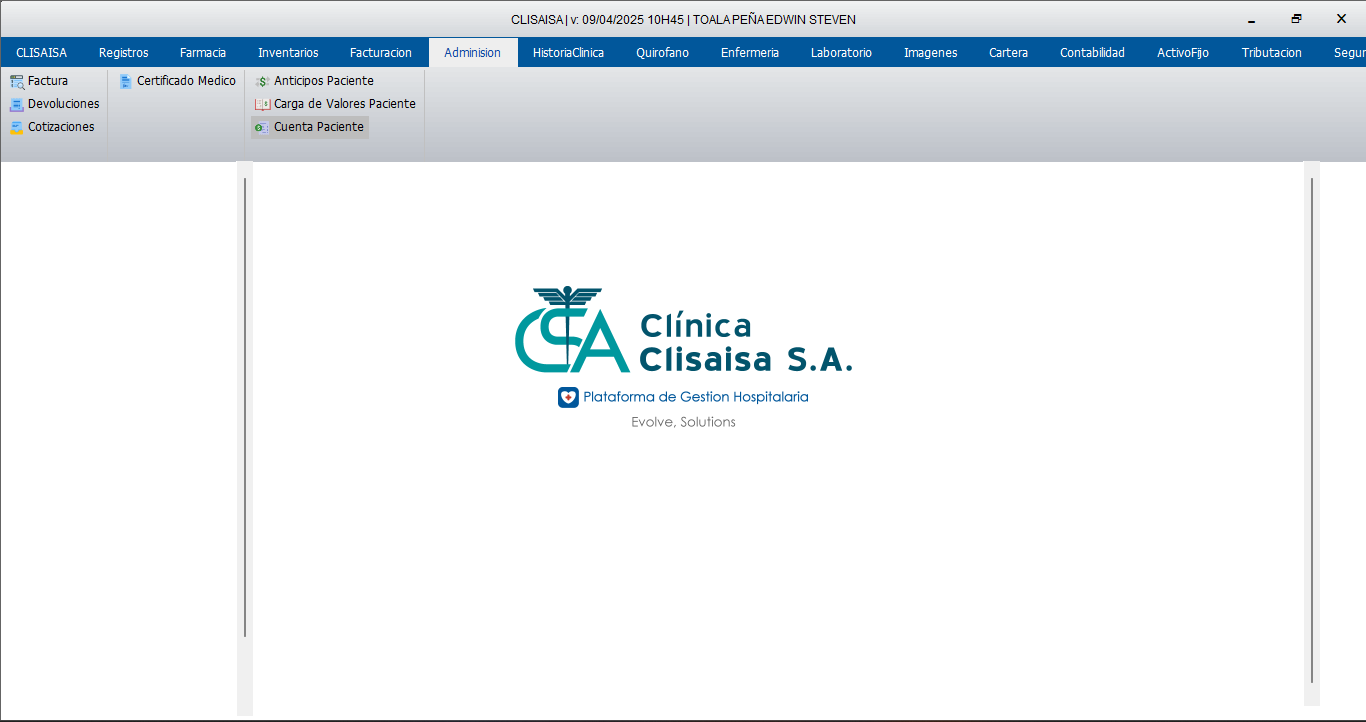 CLISAISA | v: 09/04/2025 10H45 | TOALA PEÑA EDWIN STEVEN
CLISAISA Registros Farmacia Inventarios Facturacion Adminision HistoriaClinica Quirofano Enfermeria Laboratorio Imagenes Cartera Contabilidad ActivoFijo Tributacion Segur
Factura Certificado Medico Anticipos Paciente
Devoluciones Carga de Valores Paciente
Cotizaciones Cuenta Paciente
CSA
Clínica
Clisaisa S.A.
Plataforma de Gestion Hospitalaria
Evolve, Solutions